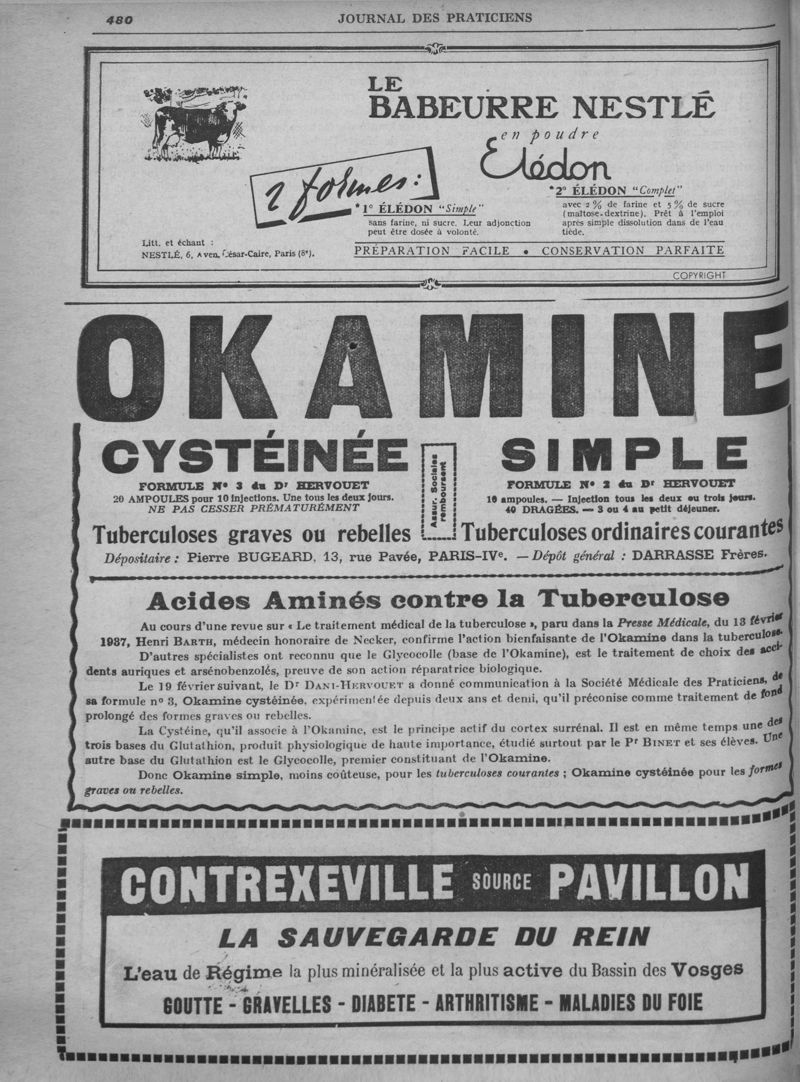 480
JOURNAL DES PRATICIENS
LE
BABEURRE NESTLÉ
en poudre
Elédon
2 formes :
*1º ÉLÉDON "Simple"
sans farine, ni sucre. Leur adjonction
peut être dosée à volonté.
*2º ÉLÉDON "Complet"
avec 2 % de farine et 5 % de sucre
(maltose-dextrine). Prêt à l'emploi
après simple dissolution dans de l'eau
tiède.
Litt. et échant :
NESTLÉ, 6, Aven. César-Caire, Paris (8e).
PRÉPARATION FACILE • CONSERVATION PARFAITE
COPYRIGHT
OKAMINE
CYSTÉINÉE
FORMULE Nº 3 du Dr HERVOUET
20 AMPOULES pour 10 injections. Une tous les deux jours.
NE PAS CESSER PRÉMATURÉMENT
Tuberculoses graves ou rebelles
Assur. Sociales
remboursent
SIMPLE
FORMULE Nº 2 du Dr HERVOUET
10 ampoules. — Injection tous les deux ou trois jours.
40 DRAGÉES. — 3 ou 4 au petit déjeuner.
Tuberculoses ordinaires courantes
Dépositaire : Pierre BUGEARD, 13, rue Pavée, PARIS-IVe. — Dépôt général : DARRASSE Frères.
Acides Aminés contre la Tuberculose
Au cours d'une revue sur « Le traitement médical de la tuberculose », paru dans la Presse Médicale, du 13 février
1937, Henri BARTH, médecin honoraire de Necker, confirme l'action bienfaisante de l'Okamine dans la tuberculose.
D'autres spécialistes ont reconnu que le Glycocolle (base de l'Okamine), est le traitement de choix des acci-
dents auriques et arsénobenzolés, preuve de son action réparatrice biologique.
Le 19 février suivant, le Dr DANI-HERVOUET a donné communication à la Société Médicale des Praticiens, de
sa formule nº 3, Okamine cystéinée, expérimentée depuis deux ans et demi, qu'il préconise comme traitement de fond
prolongé des formes graves ou rebelles.
La Cystéine, qu'il associe à l'Okamine, est le principe actif du cortex surrénal. Il est en même temps une des
trois bases du Glutathion, produit physiologique de haute importance, étudié surtout par le Pr BINET et ses élèves. Une
autre base du Glutathion est le Glycocolle, premier constituant de l'Okamine.
Donc Okamine simple, moins coûteuse, pour les tuberculoses courantes ; Okamine cystéinée pour les formes
graves ou rebelles.
CONTREXEVILLE SOURCE PAVILLON
LA SAUVEGARDE DU REIN
L'eau de Régime la plus minéralisée et la plus active du Bassin des Vosges
GOUTTE - GRAVELLES - DIABETE - ARTHRITISME - MALADIES DU FOIE